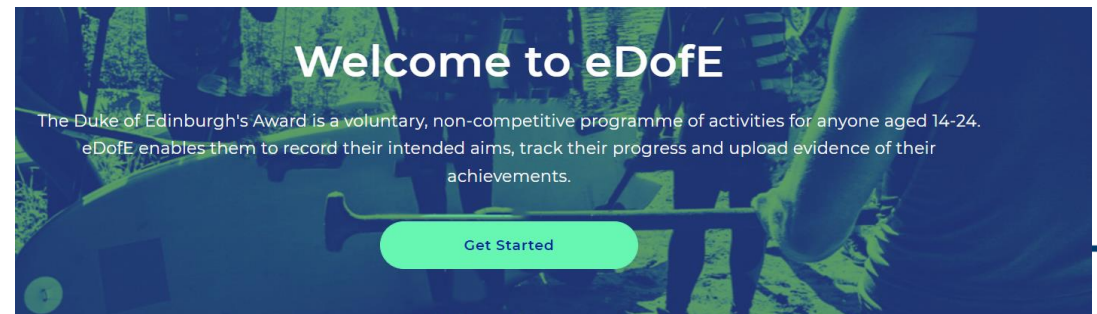 Welcome to eDofE
The Duke of Edinburgh's Award is a voluntary, non-competitive programme of activities for anyone aged 14-24.
eDofE enables them to record their intended aims, track their progress and upload evidence of their
achievements.
Get Started